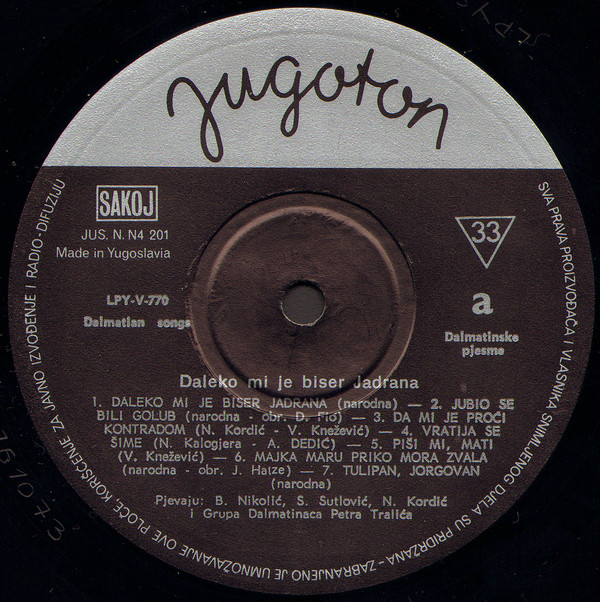 jugoton
SAKOJ
JUS. N. N4 201
Made in Yugoslavia
33
LPY-V-770
a
Dalmatian songs
Dalmatinske
pjesme
Daleko mi je biser Jadrana
1. DALEKO MI JE BISER JADRANA (narodna) — 2. JUBIO SE
BILI GOLUB (narodna - obr. D. Fio) — 3. DA MI JE PROĆI
KONTRADOM (N. Kordić - V. Knežević) — 4. VRATIJA SE
ŠIME (N. Kalogjera - A. DEDIĆ) — 5. PIŠI MI, MATI
(V. Knežević) — 6. MAJKA MARU PRIKO MORA ZVALA
(narodna - obr. J. Hatze) — 7. TULIPAN, JORGOVAN
(narodna)
Pjevaju: B. Nikolić, S. Sutlović, N. Kordić
i Grupa Dalmatinaca Petra Tralića
SVA PRAVA PROIZVOĐAČA I VLASNIKA SNIMLJENOG DJELA SU PRIDRŽANA - ZABRANJENO JE UMNOŽAVANJE OVE PLOČE, KORIŠĆENJE ZA JAVNO IZVOĐENJE I RADIO-DIFUZIJU